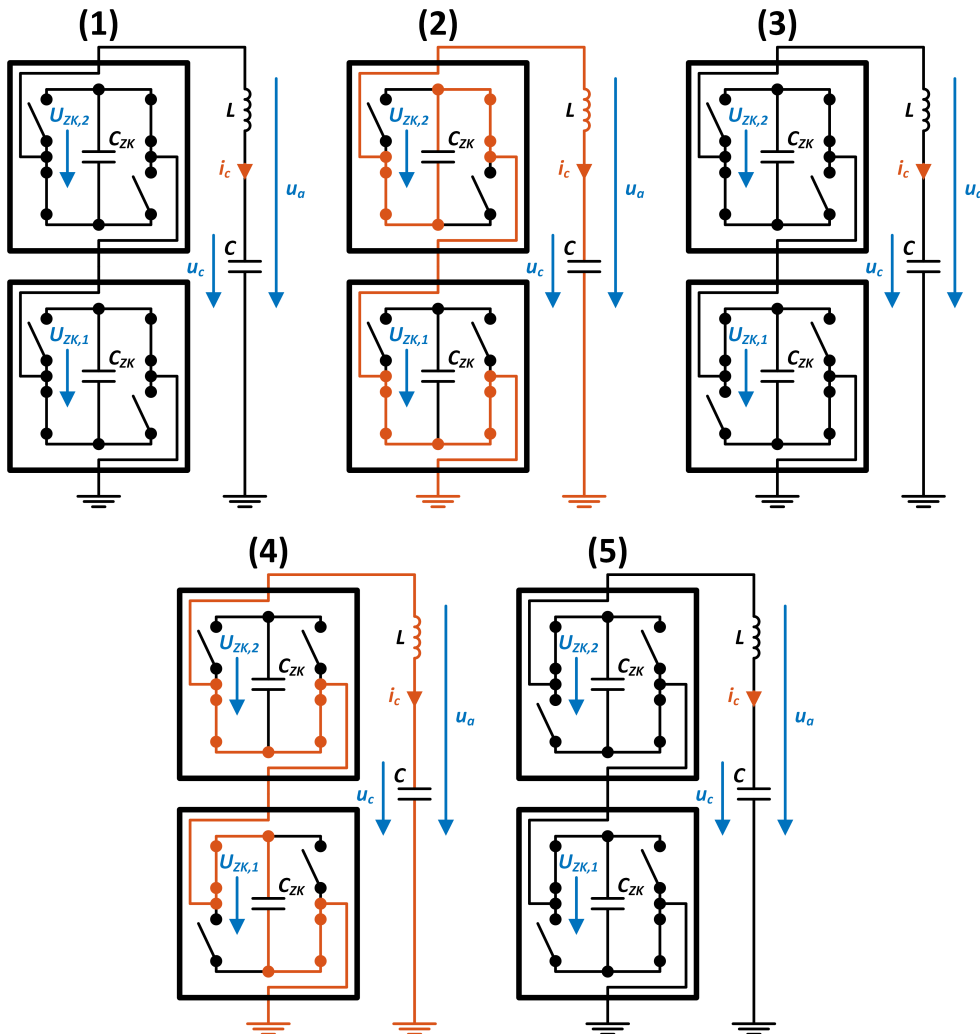 (1)
U_ZK,2
C_ZK
L
i_c
u_a
u_c
C
U_ZK,1
C_ZK
(2)
U_ZK,2
C_ZK
L
i_c
u_a
u_c
C
U_ZK,1
C_ZK
(3)
U_ZK,2
C_ZK
L
i_c
u_c
C
U_ZK,1
C_ZK
(4)
U_ZK,2
C_ZK
L
i_c
u_a
u_c
C
U_ZK,1
C_ZK
(5)
U_ZK,2
C_ZK
L
i_c
u_a
u_c
C
U_ZK,1
C_ZK